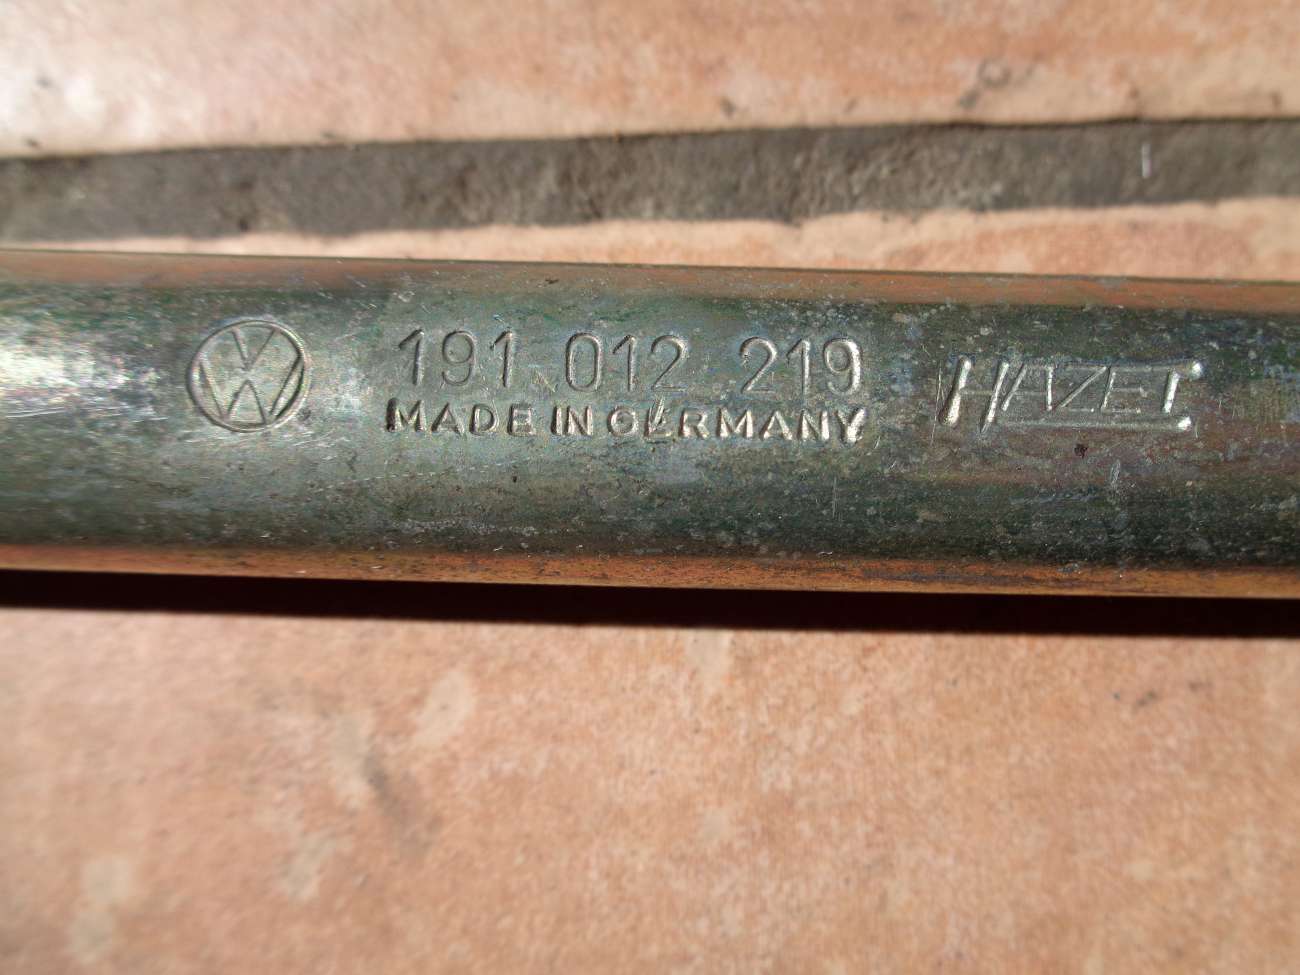 VW 191 012 219 HAZET
MADE IN GERMANY